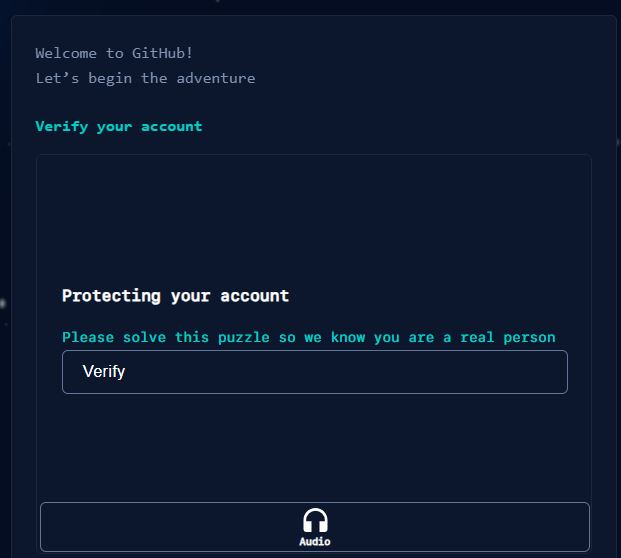 Welcome to GitHub!
Let’s begin the adventure
Verify your account
Protecting your account
Please solve this puzzle so we know you are a real person
Verify
Audio